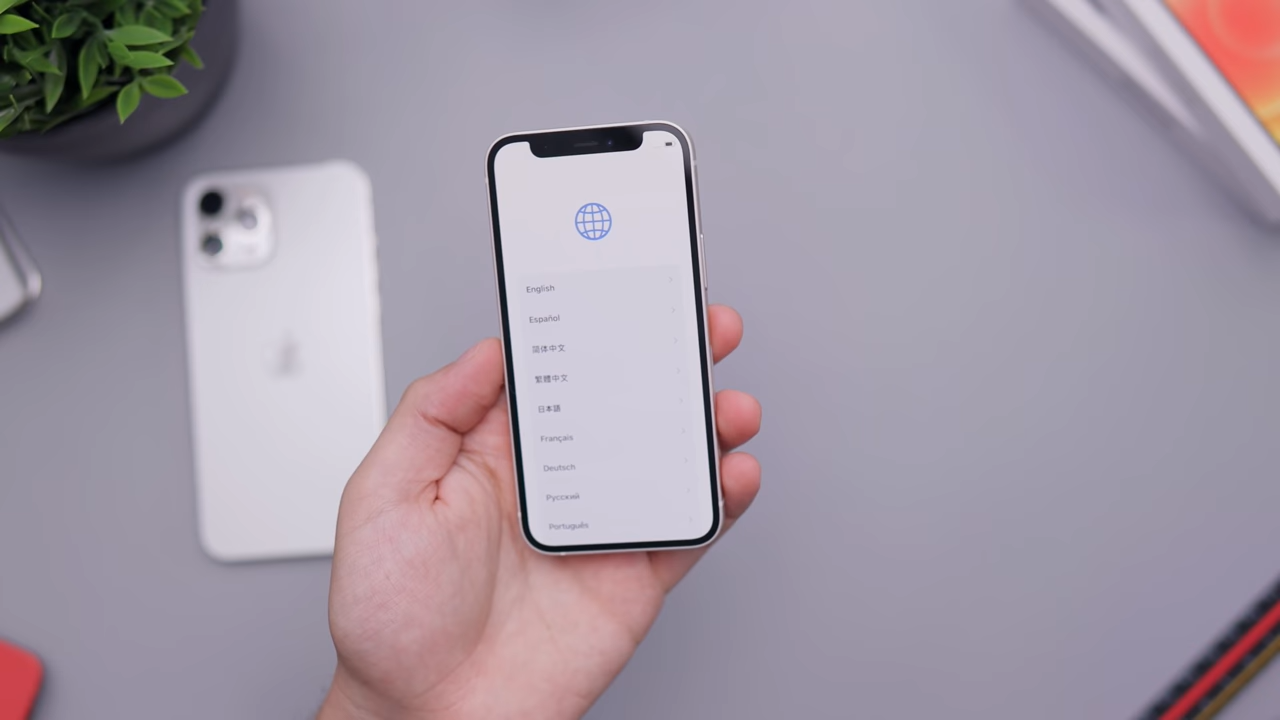 English
Español
简体中文
繁體中文
日本語
Français
Deutsch
Русский
Português